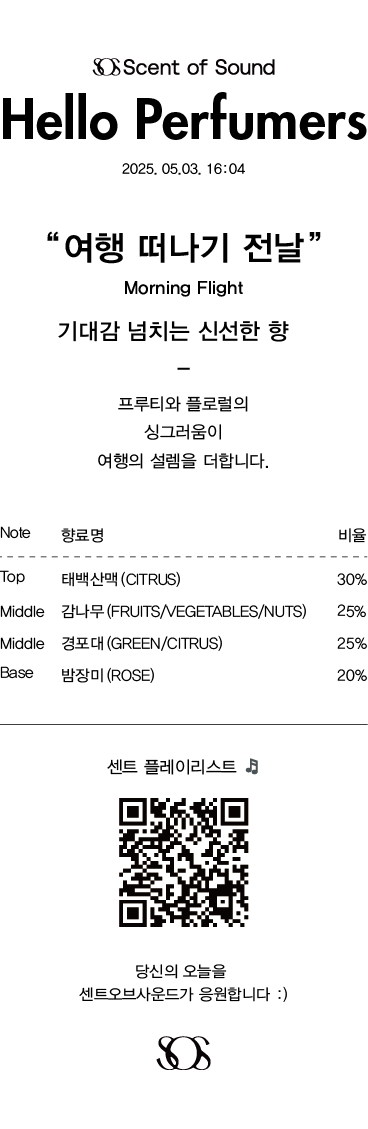 SOS Scent of Sound
Hello Perfumers
2025. 05.03. 16:04
“여행 떠나기 전날”
Morning Flight
기대감 넘치는 신선한 향
–
프루티와 플로럴의
싱그러움이
여행의 설렘을 더합니다.
Note 향료명 비율
Top 태백산맥(CITRUS) 30%
Middle 감나무(FRUITS/VEGETABLES/NUTS) 25%
Middle 경포대(GREEN/CITRUS) 25%
Base 밤장미(ROSE) 20%
센트 플레이리스트 🎵
당신의 오늘을
센트오브사운드가 응원합니다 :)
SOS